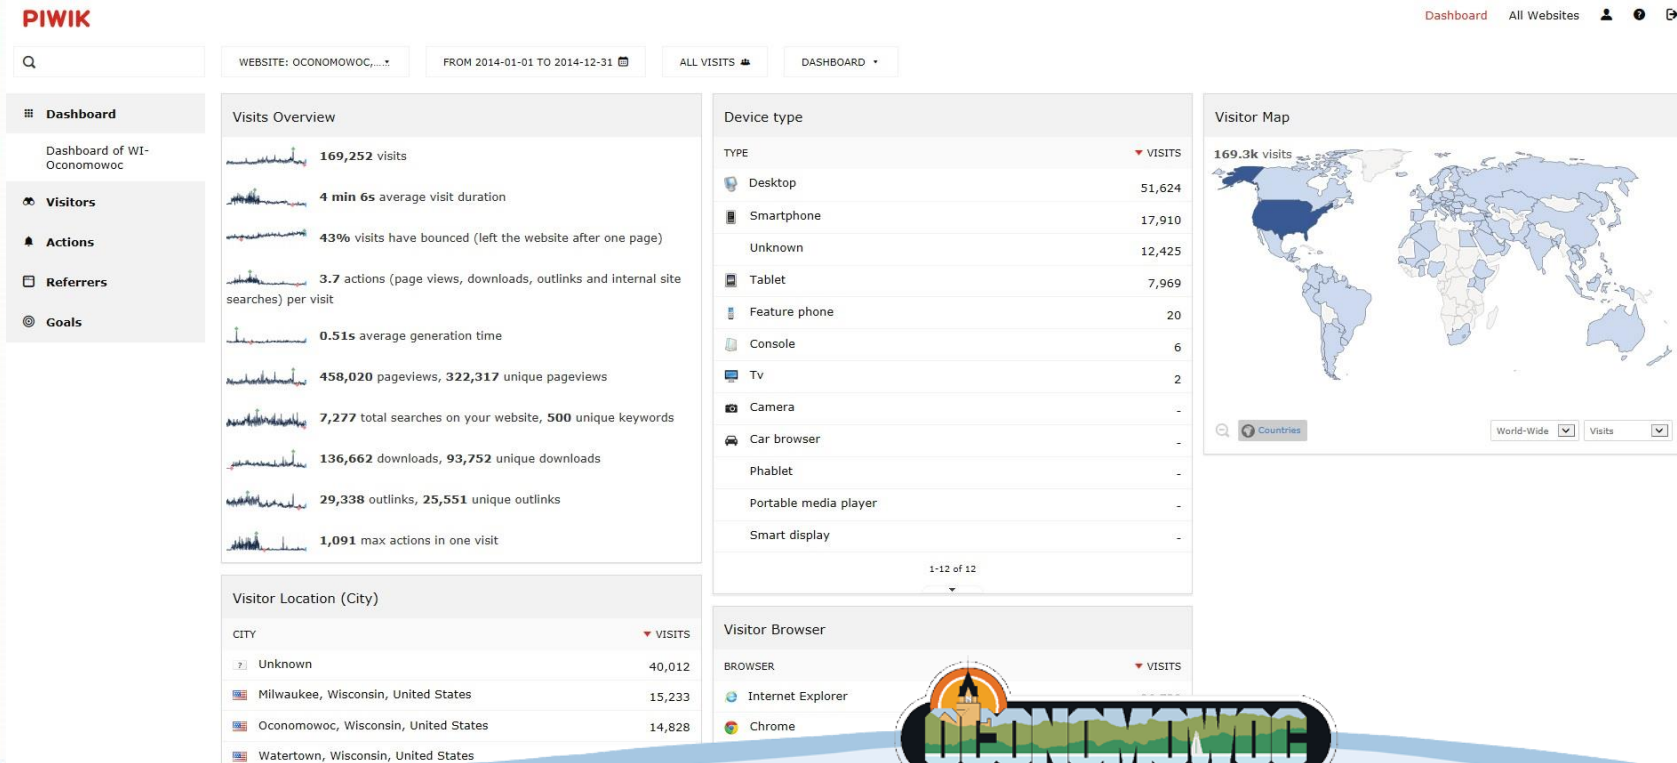 PIWIK
Dashboard All Websites
WEBSITE: OCONOMOWOC,.... FROM 2014-01-01 TO 2014-12-31 ALL VISITS DASHBOARD
Dashboard
Dashboard of WI-
Oconomowoc
Visitors
Actions
Referrers
Goals
Visits Overview
169,252 visits
4 min 6s average visit duration
43% visits have bounced (left the website after one page)
3.7 actions (page views, downloads, outlinks and internal site
searches) per visit
0.51s average generation time
458,020 pageviews, 322,317 unique pageviews
7,277 total searches on your website, 500 unique keywords
136,662 downloads, 93,752 unique downloads
29,338 outlinks, 25,551 unique outlinks
1,091 max actions in one visit
Visitor Location (City)
CITY VISITS
? Unknown 40,012
Milwaukee, Wisconsin, United States 15,233
Oconomowoc, Wisconsin, United States 14,828
Watertown, Wisconsin, United States
Device type
TYPE VISITS
Desktop 51,624
Smartphone 17,910
Unknown 12,425
Tablet 7,969
Feature phone 20
Console 6
Tv 2
Camera -
Car browser -
Phablet -
Portable media player -
Smart display -
1-12 of 12
Visitor Browser
BROWSER VISITS
Internet Explorer
Chrome
OCONOMOWOC
Visitor Map
169.3k visits
Countries
World-Wide Visits